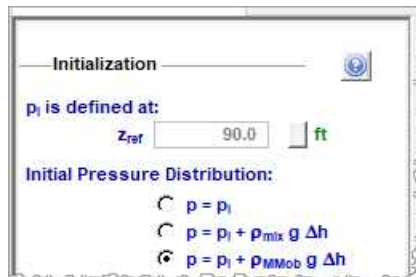 Initialization
pᵢ is defined at:
z_ref 90.0 ft
Initial Pressure Distribution:
p = pᵢ
p = pᵢ + ρ_mix g Δh
p = pᵢ + ρ_MMob g Δh